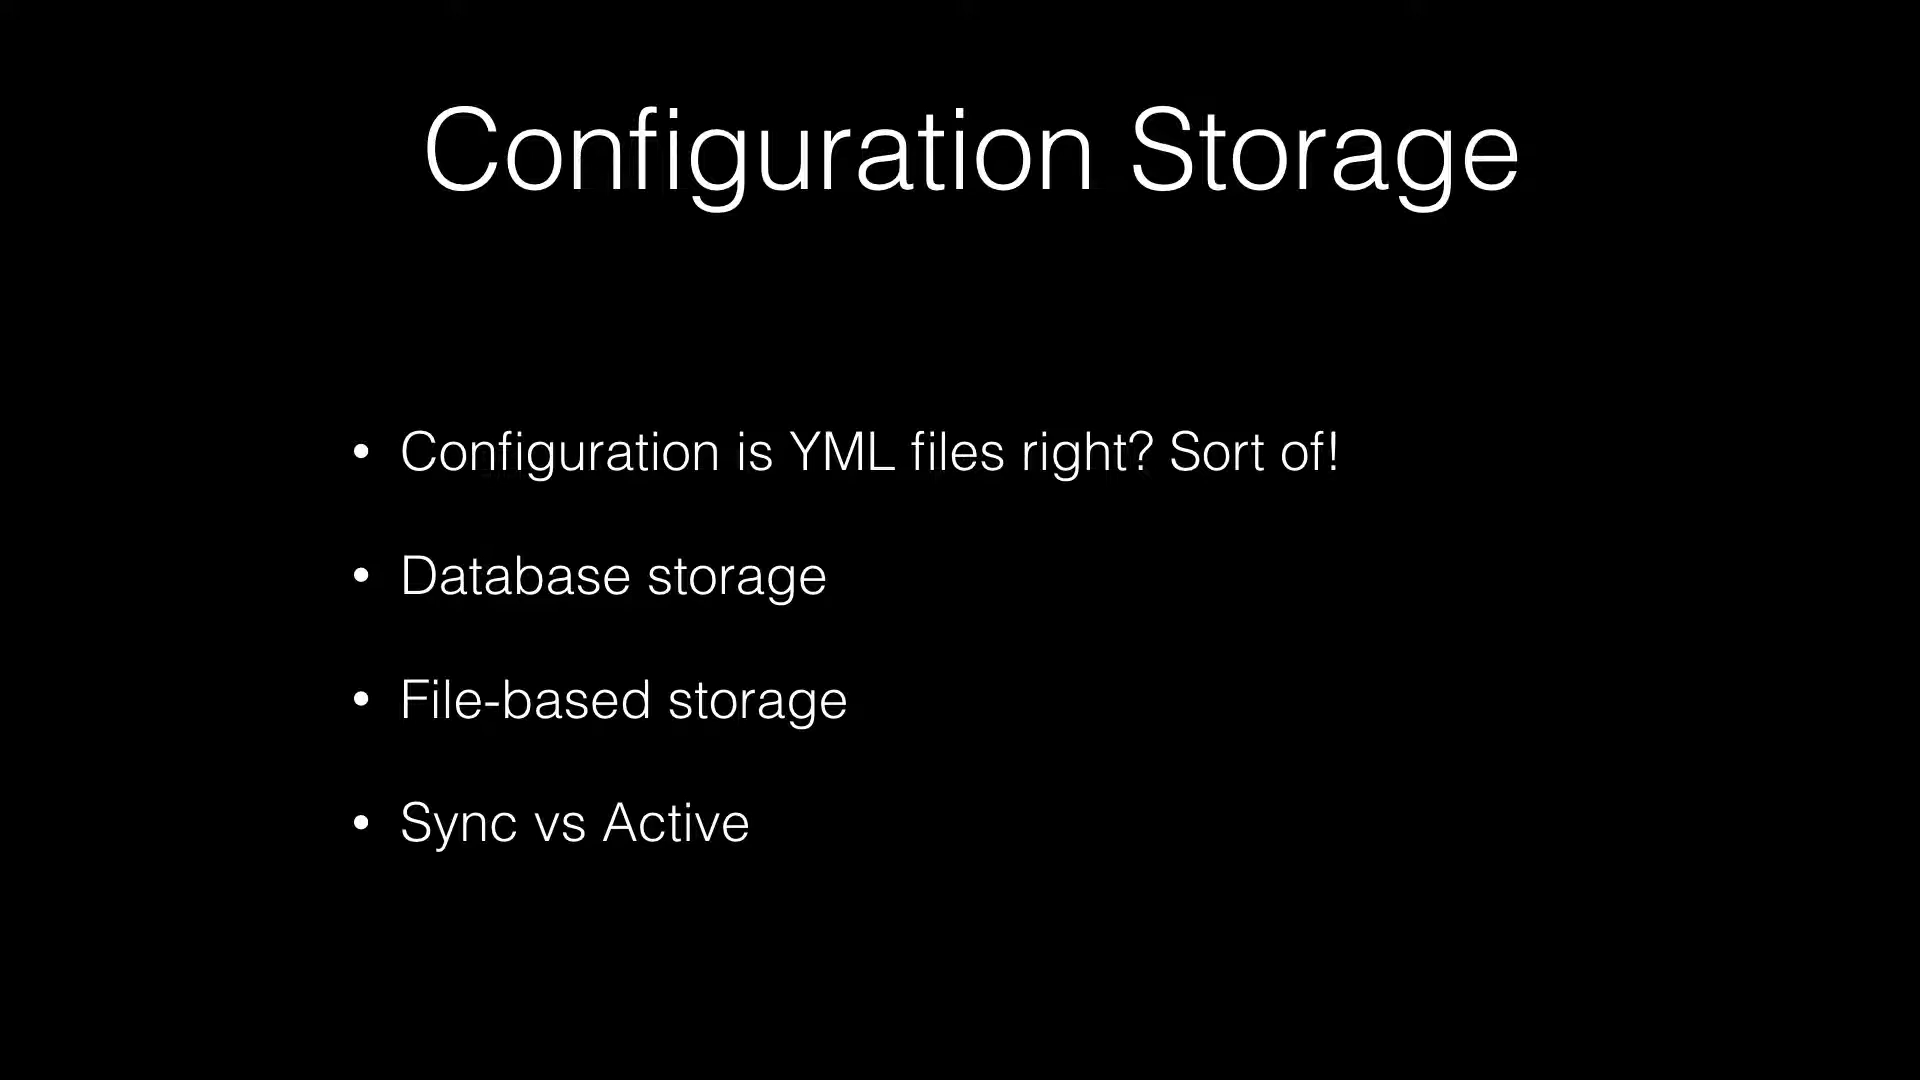 Configuration Storage
• Configuration is YML files right? Sort of!
• Database storage
• File-based storage
• Sync vs Active